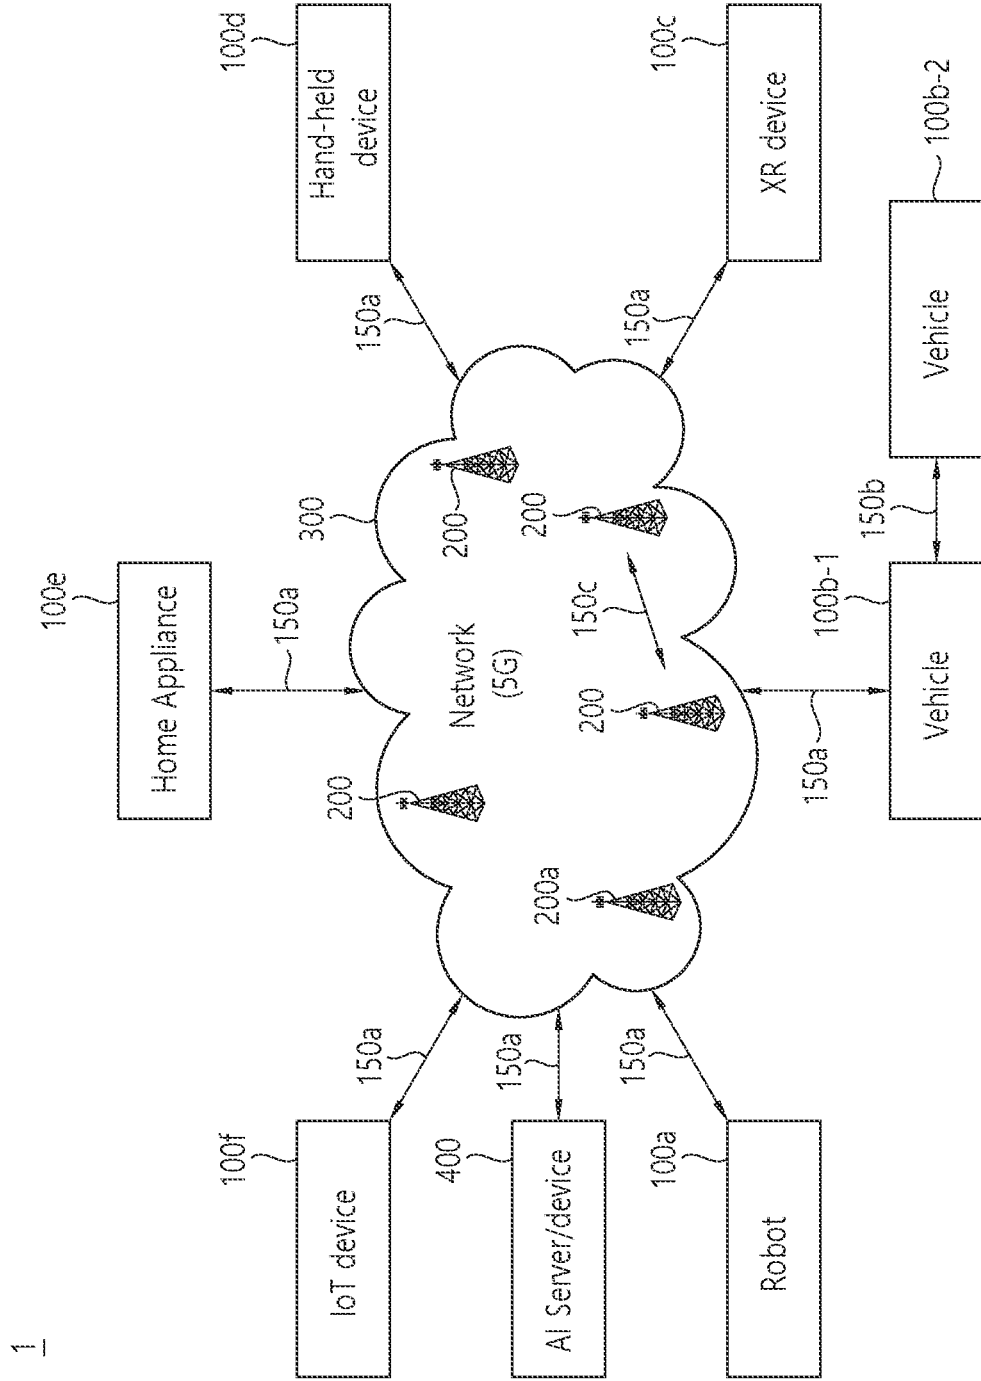 1
100e
Home Appliance
150a
100f
IoT device
150a
300
200
200
Network
(5G)
150a
100d
Hand-held
device
400
AI Server/device
150a
200a
200
200
150c
100a
Robot
150a
150a
100c
XR device
150a
100b-1
Vehicle
150b
100b-2
Vehicle